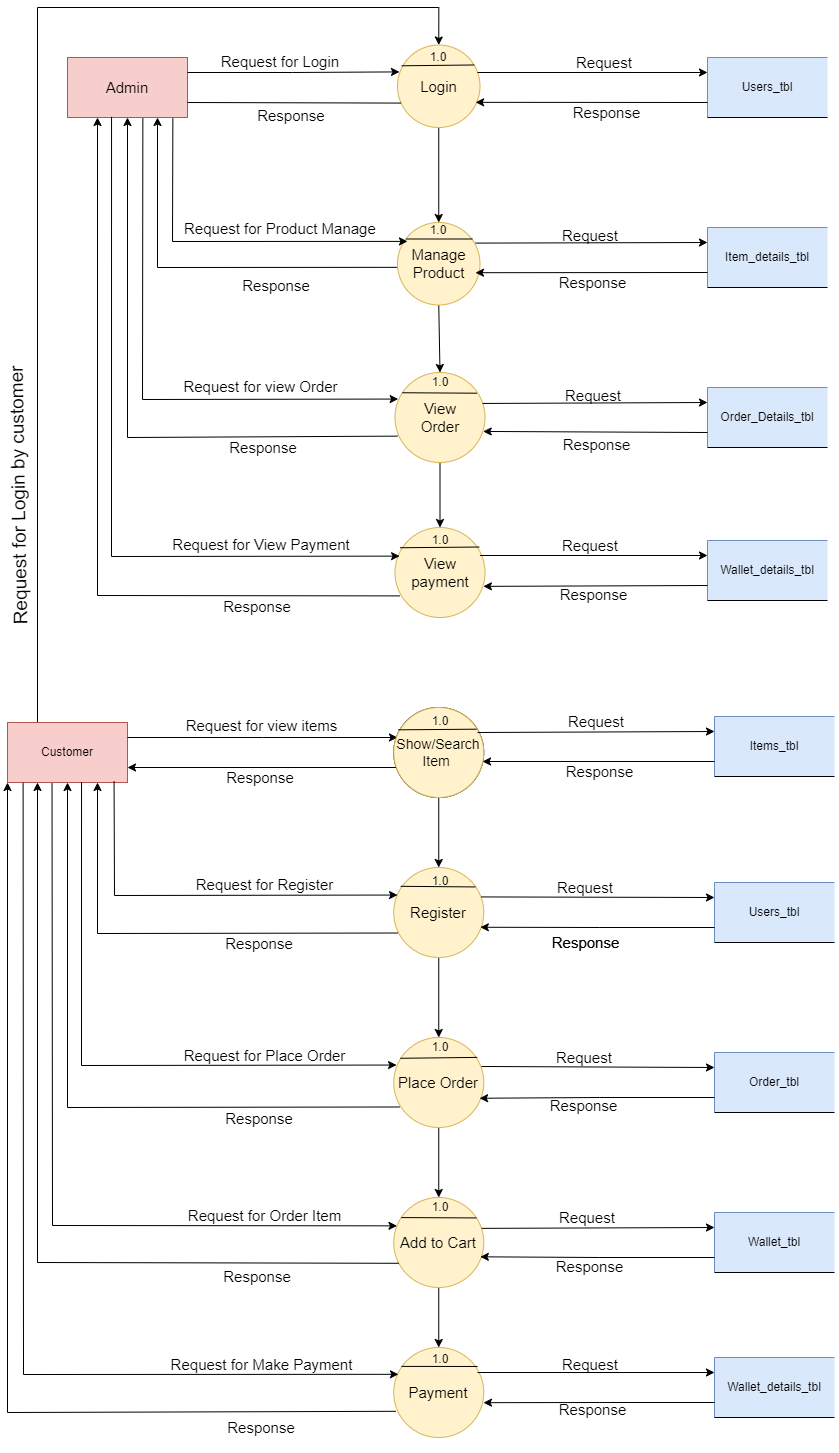 1.0
Request for Login
Request
Admin
Login
Users_tbl
Response
Response
1.0
Request for Product Manage
Request
Manage
Product
Item_details_tbl
Response
Response
Request for Login by customer
1.0
Request for view Order
Request
View
Order
Order_Details_tbl
Response
Response
1.0
Request for View Payment
Request
View
payment
Wallet_details_tbl
Response
Response
1.0
Request for view items
Request
Customer
Show/Search
Item
Items_tbl
Response
Response
1.0
Request for Register
Request
Register
Users_tbl
Response
Response
1.0
Request for Place Order
Request
Place Order
Order_tbl
Response
Response
1.0
Request for Order Item
Request
Add to Cart
Wallet_tbl
Response
Response
1.0
Request for Make Payment
Request
Payment
Wallet_details_tbl
Response
Response